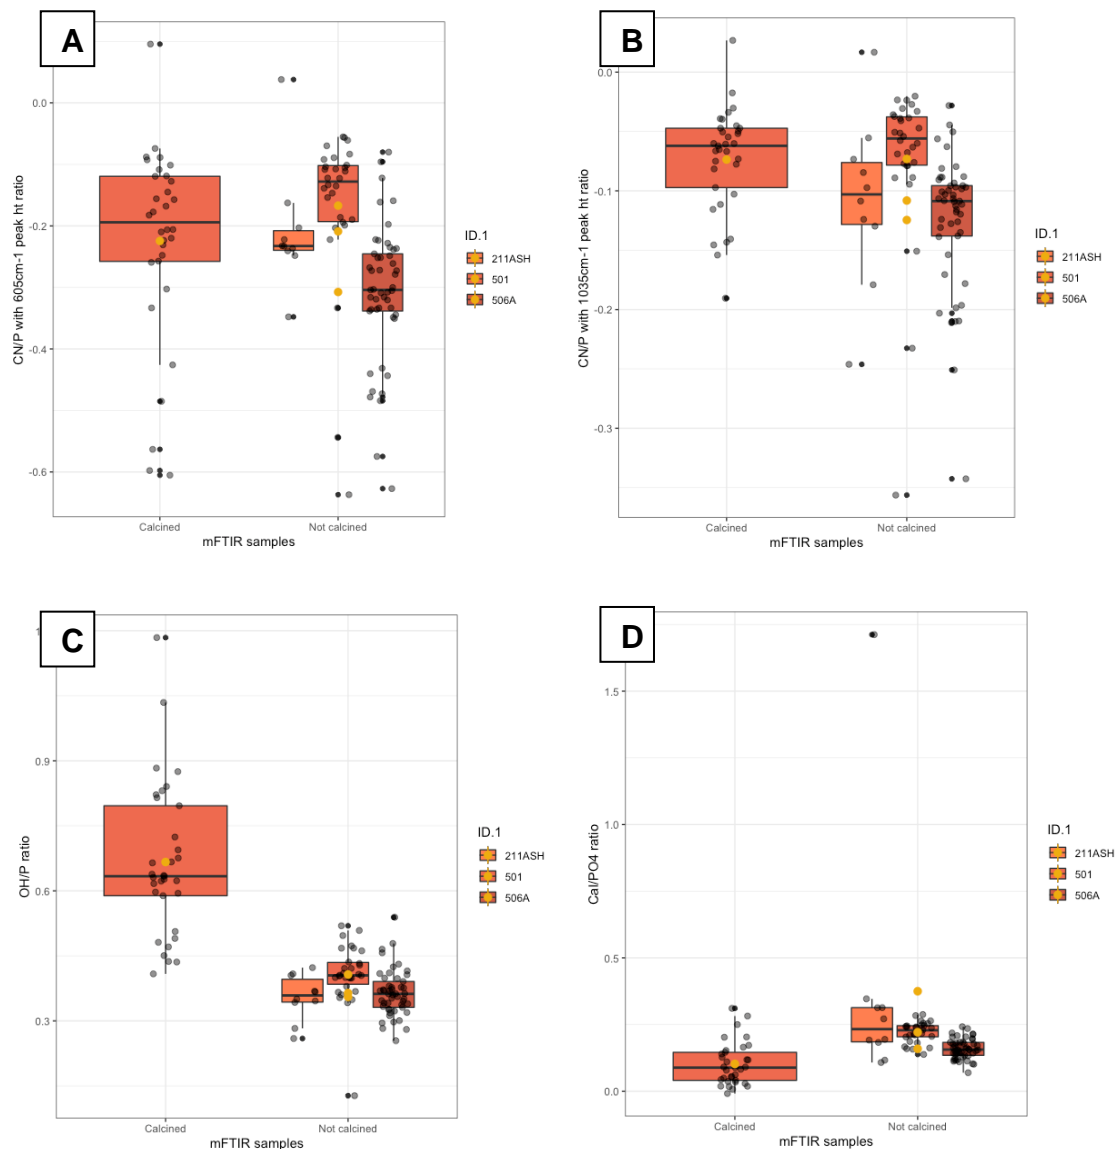 A
B
0.0
-0.2
-0.4
-0.6
CN/P with 605cm-1 peak ht ratio
Calcined
Not calcined
mFTIR samples
ID.1
211ASH
501
506A
0.0
-0.1
-0.2
-0.3
CN/P with 1035cm-1 peak ht ratio
Calcined
Not calcined
mFTIR samples
ID.1
211ASH
501
506A
C
D
0.9
0.6
0.3
OH/P ratio
Calcined
Not calcined
mFTIR samples
ID.1
211ASH
501
506A
1.5
1.0
0.5
0.0
Cal/PO4 ratio
Calcined
Not calcined
mFTIR samples
ID.1
211ASH
501
506A